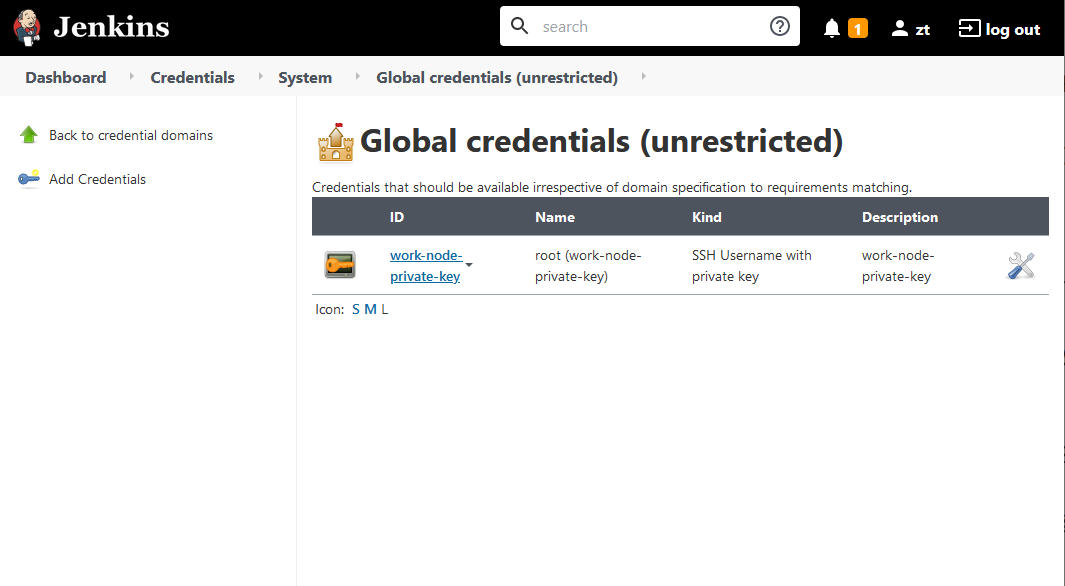 Jenkins
search
1
zt
log out
Dashboard
Credentials
System
Global credentials (unrestricted)
Back to credential domains
Add Credentials
Global credentials (unrestricted)
Credentials that should be available irrespective of domain specification to requirements matching.
ID Name Kind Description
work-node- root (work-node- SSH Username with work-node-
private-key private-key) private key private-key
Icon: S M L